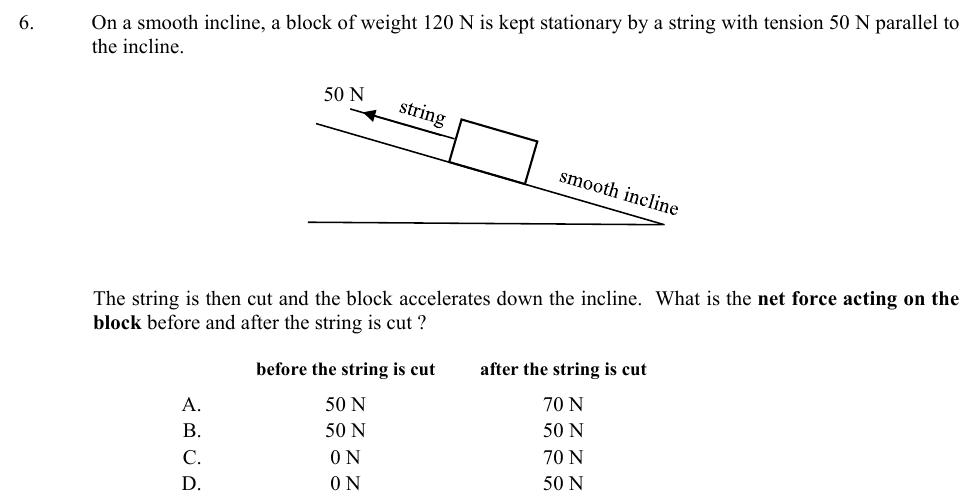 6. On a smooth incline, a block of weight 120 N is kept stationary by a string with tension 50 N parallel to
the incline.
50 N
string
smooth incline
The string is then cut and the block accelerates down the incline. What is the net force acting on the
block before and after the string is cut ?
before the string is cut after the string is cut
A. 50 N 70 N
B. 50 N 50 N
C. 0 N 70 N
D. 0 N 50 N